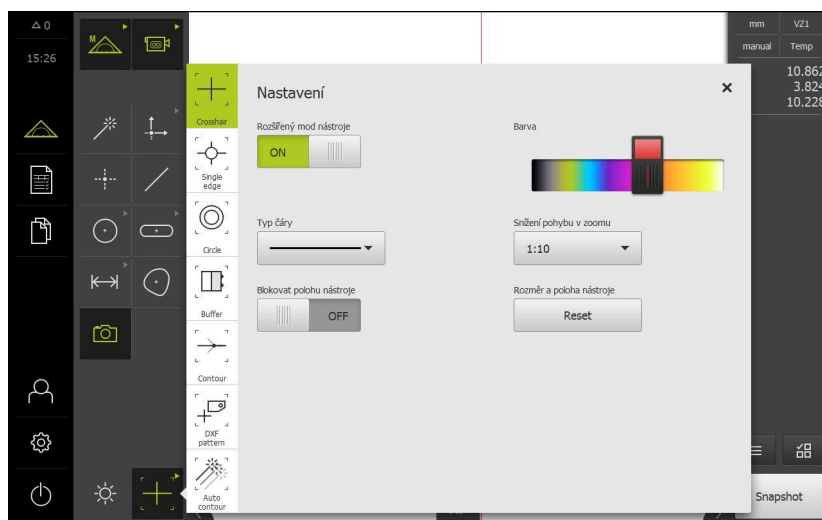 0
15:26
M
mm
VZ1
manual
Temp
10.862
3.824
10.228
Crosshair
Single
edge
Circle
Buffer
Contour
DXF
pattern
Auto
contour
Nastavení
Rozšířený mod nástroje
ON
Barva
Typ čáry
Snížení pohybu v zoomu
1:10
Blokovat polohu nástroje
OFF
Rozměr a poloha nástroje
Reset
Snapshot